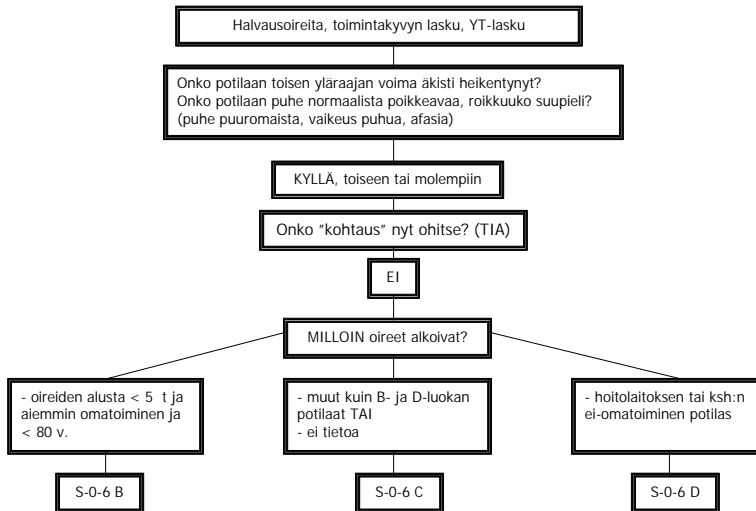 Halvausoireita, toimintakyvyn lasku, YT-lasku
Onko potilaan toisen yläraajan voima äkisti heikentynyt?
Onko potilaan puhe normaalista poikkeavaa, roikkuuko suupieli?
(puhe puuromaista, vaikeus puhua, afasia)
KYLLÄ, toiseen tai molempiin
Onko "kohtaus" nyt ohitse? (TIA)
EI
MILLOIN oireet alkoivat?
- oireiden alusta < 5 t ja
aiemmin omatoiminen ja
< 80 v.
- muut kuin B- ja D-luokan
potilaat TAI
- ei tietoa
- hoitolaitoksen tai ksh:n
ei-omatoiminen potilas
S-0-6 B
S-0-6 C
S-0-6 D